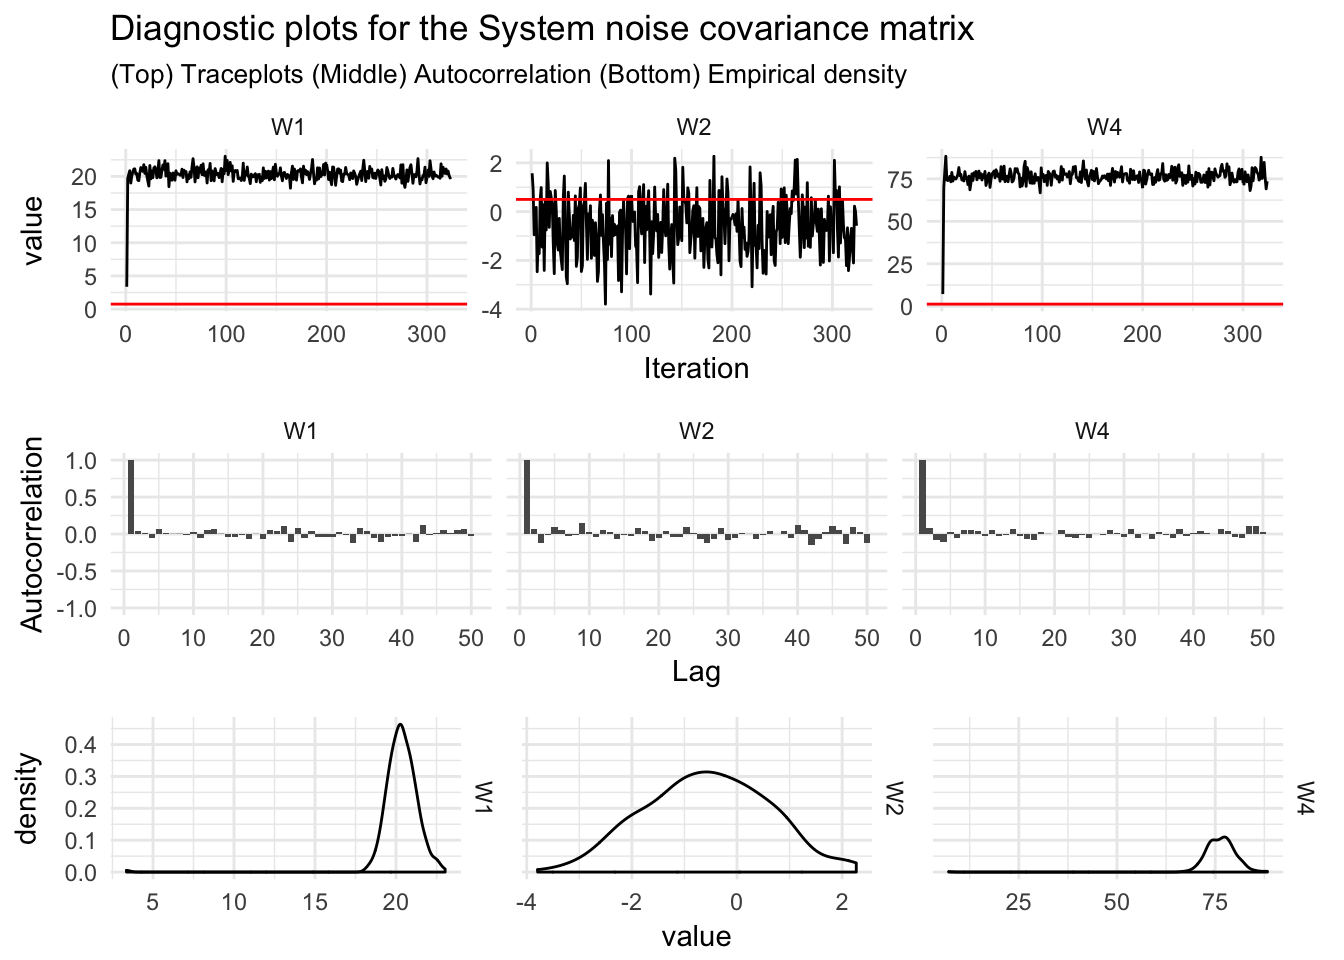 Diagnostic plots for the System noise covariance matrix
(Top) Traceplots (Middle) Autocorrelation (Bottom) Empirical density
W1
W2
W4
value
20
15
10
5
0
2
0
-2
-4
75
50
25
0
0 100 200 300
0 100 200 300
0 100 200 300
Iteration
W1
W2
W4
Autocorrelation
1.0
0.5
0.0
-0.5
-1.0
0 10 20 30 40 50
0 10 20 30 40 50
0 10 20 30 40 50
Lag
density
0.4
0.3
0.2
0.1
0.0
W1
W2
W4
5 10 15 20
-4 -2 0 2
25 50 75
value